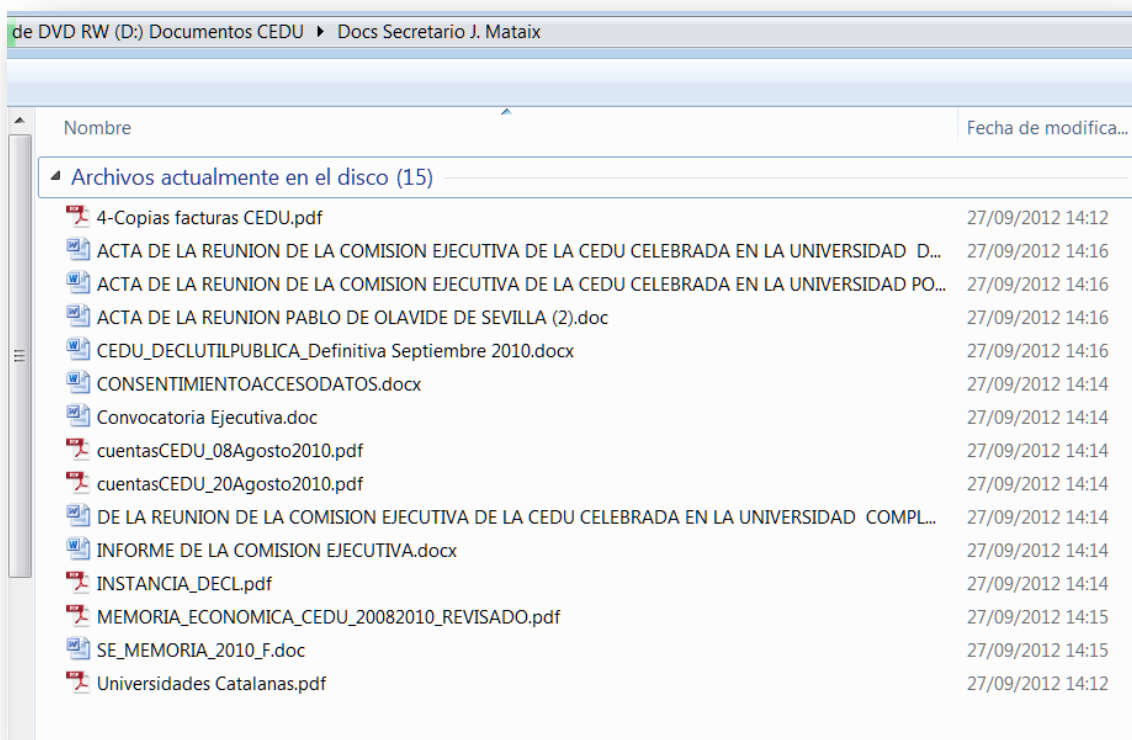 de DVD RW (D:) Documentos CEDU ▸ Docs Secretario J. Mataix
Nombre Fecha de modifica...
Archivos actualmente en el disco (15)
4-Copias facturas CEDU.pdf 27/09/2012 14:12
ACTA DE LA REUNION DE LA COMISION EJECUTIVA DE LA CEDU CELEBRADA EN LA UNIVERSIDAD D... 27/09/2012 14:16
ACTA DE LA REUNION DE LA COMISION EJECUTIVA DE LA CEDU CELEBRADA EN LA UNIVERSIDAD PO... 27/09/2012 14:16
ACTA DE LA REUNION PABLO DE OLAVIDE DE SEVILLA (2).doc 27/09/2012 14:16
CEDU_DECLUTILPUBLICA_Definitiva Septiembre 2010.docx 27/09/2012 14:16
CONSENTIMIENTOACCESODATOS.docx 27/09/2012 14:14
Convocatoria Ejecutiva.doc 27/09/2012 14:14
cuentasCEDU_08Agosto2010.pdf 27/09/2012 14:14
cuentasCEDU_20Agosto2010.pdf 27/09/2012 14:14
DE LA REUNION DE LA COMISION EJECUTIVA DE LA CEDU CELEBRADA EN LA UNIVERSIDAD COMPL... 27/09/2012 14:14
INFORME DE LA COMISION EJECUTIVA.docx 27/09/2012 14:14
INSTANCIA_DECL.pdf 27/09/2012 14:14
MEMORIA_ECONOMICA_CEDU_20082010_REVISADO.pdf 27/09/2012 14:15
SE_MEMORIA_2010_F.doc 27/09/2012 14:15
Universidades Catalanas.pdf 27/09/2012 14:12